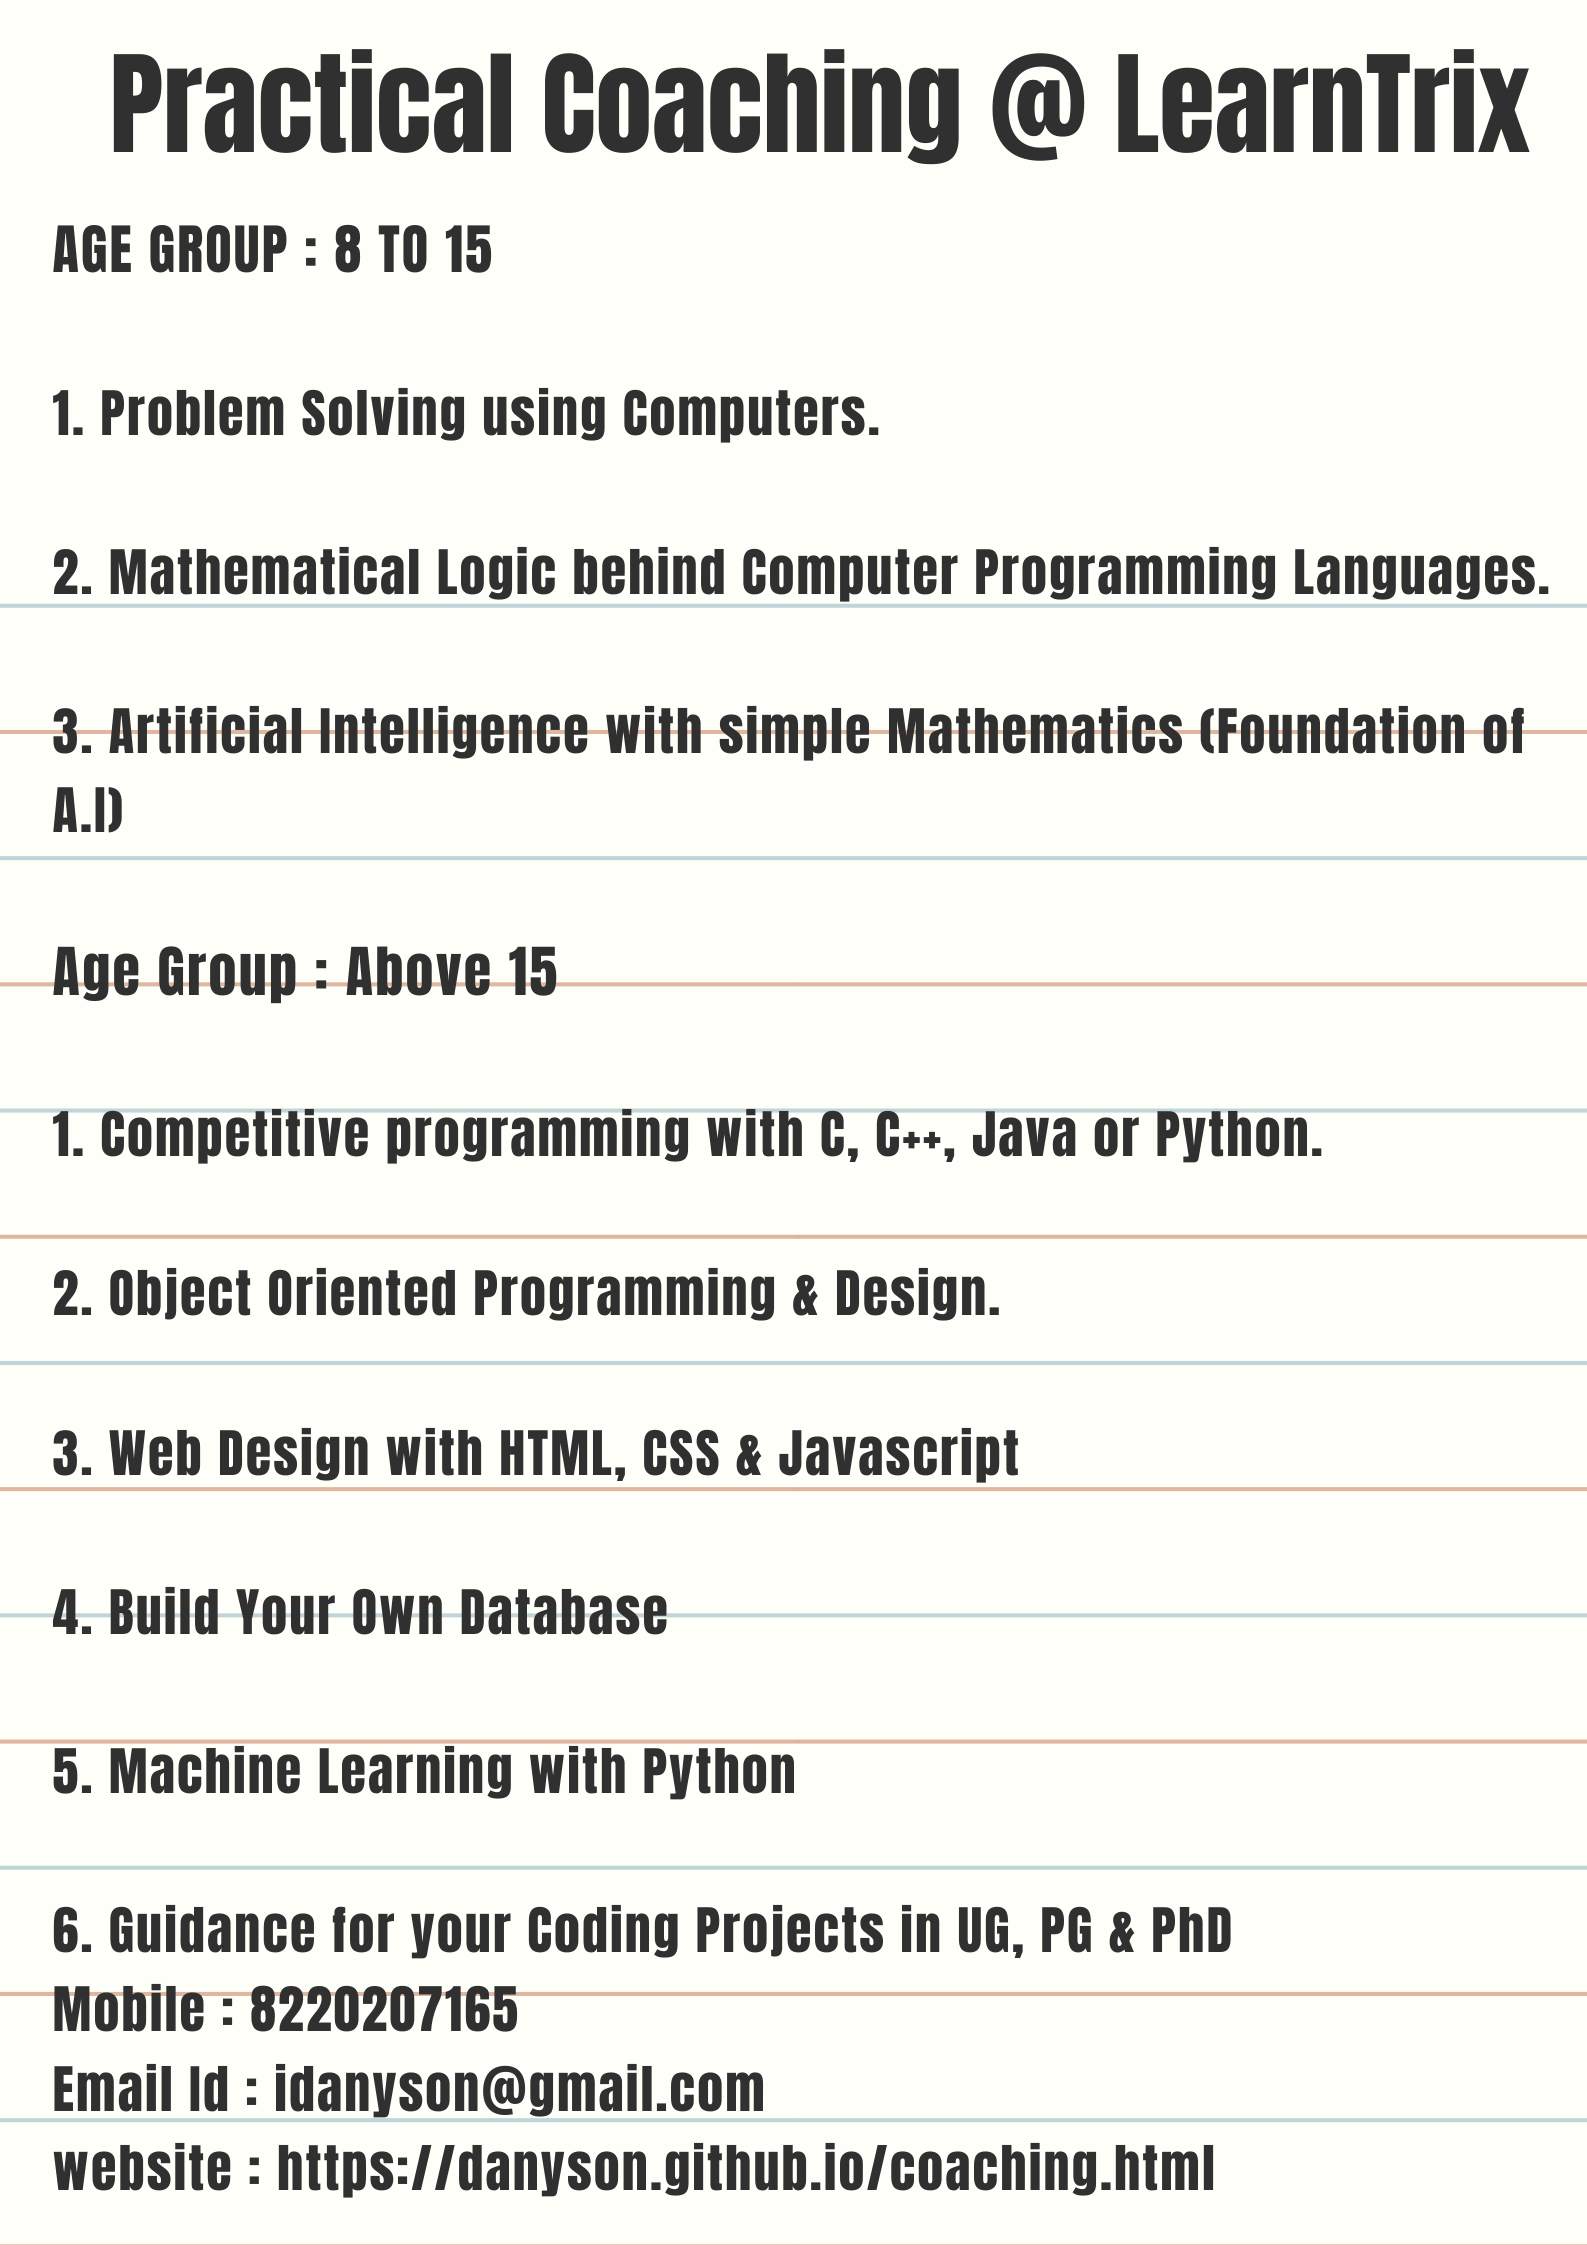 Practical Coaching @ LearnTrix
AGE GROUP : 8 TO 15
1. Problem Solving using Computers.
2. Mathematical Logic behind Computer Programming Languages.
3. Artificial Intelligence with simple Mathematics (Foundation of
A.I)
Age Group : Above 15
1. Competitive programming with C, C++, Java or Python.
2. Object Oriented Programming & Design.
3. Web Design with HTML, CSS & Javascript
4. Build Your Own Database
5. Machine Learning with Python
6. Guidance for your Coding Projects in UG, PG & PhD
Mobile : 8220207165
Email Id : idanyson@gmail.com
website : https://danyson.github.io/coaching.html